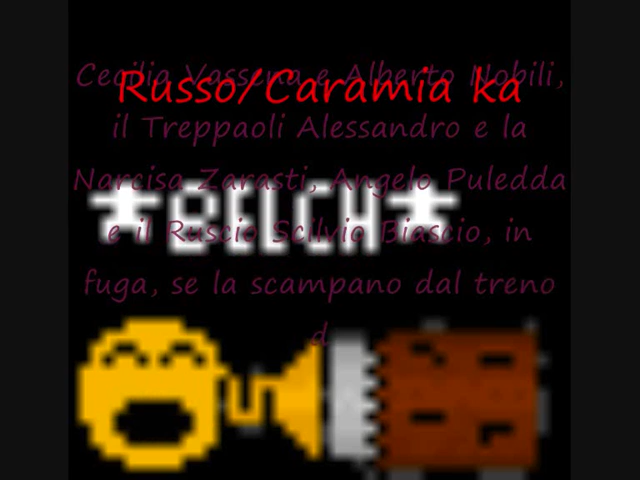 Russo/Caramia ka
Cecilia Vassena e Alberto Nobili,
il Treppaoli Alessandro e la
Narcisa Zarasti, Angelo Puledda
*BELCH*
e il Ruscio Scilvio Biascio, in
fuga, se la scampano dal treno
d